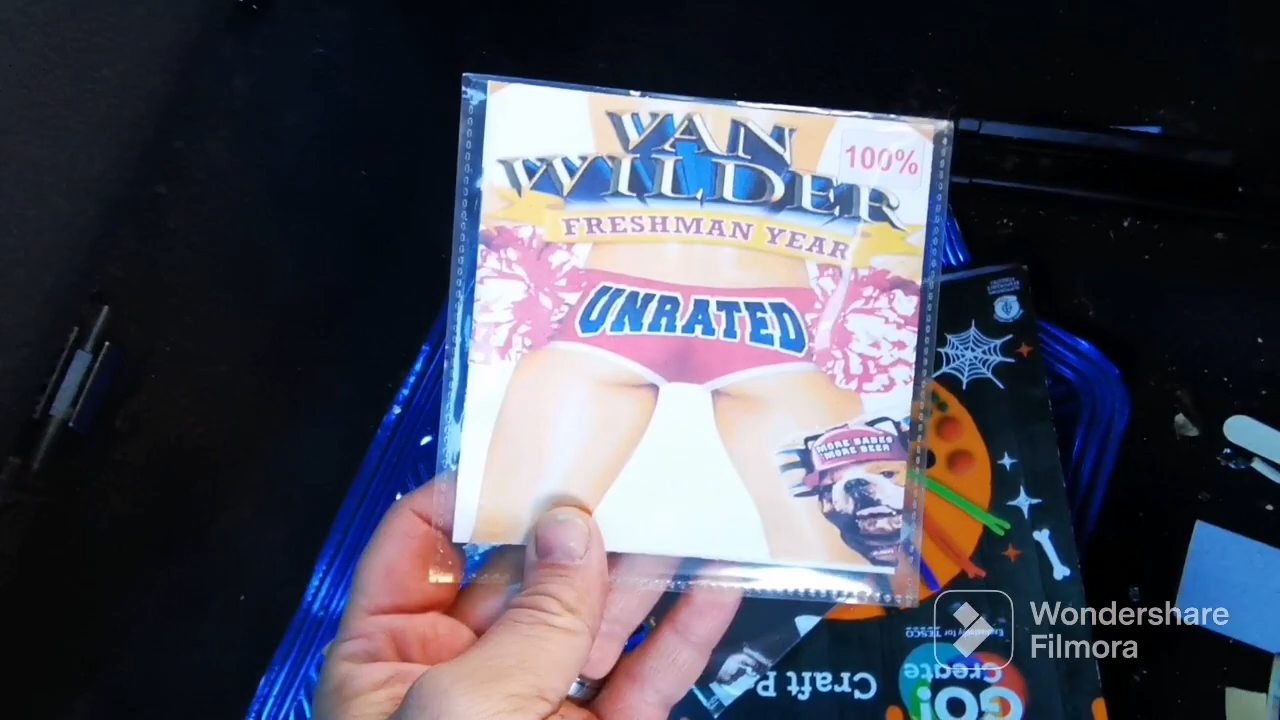 VAN
WILDER
100%
FRESHMAN YEAR
UNRATED
MORE BABES
MORE BEER
Wondershare
Filmora
Exclusively for TESCO
Craft P
GO!
Create